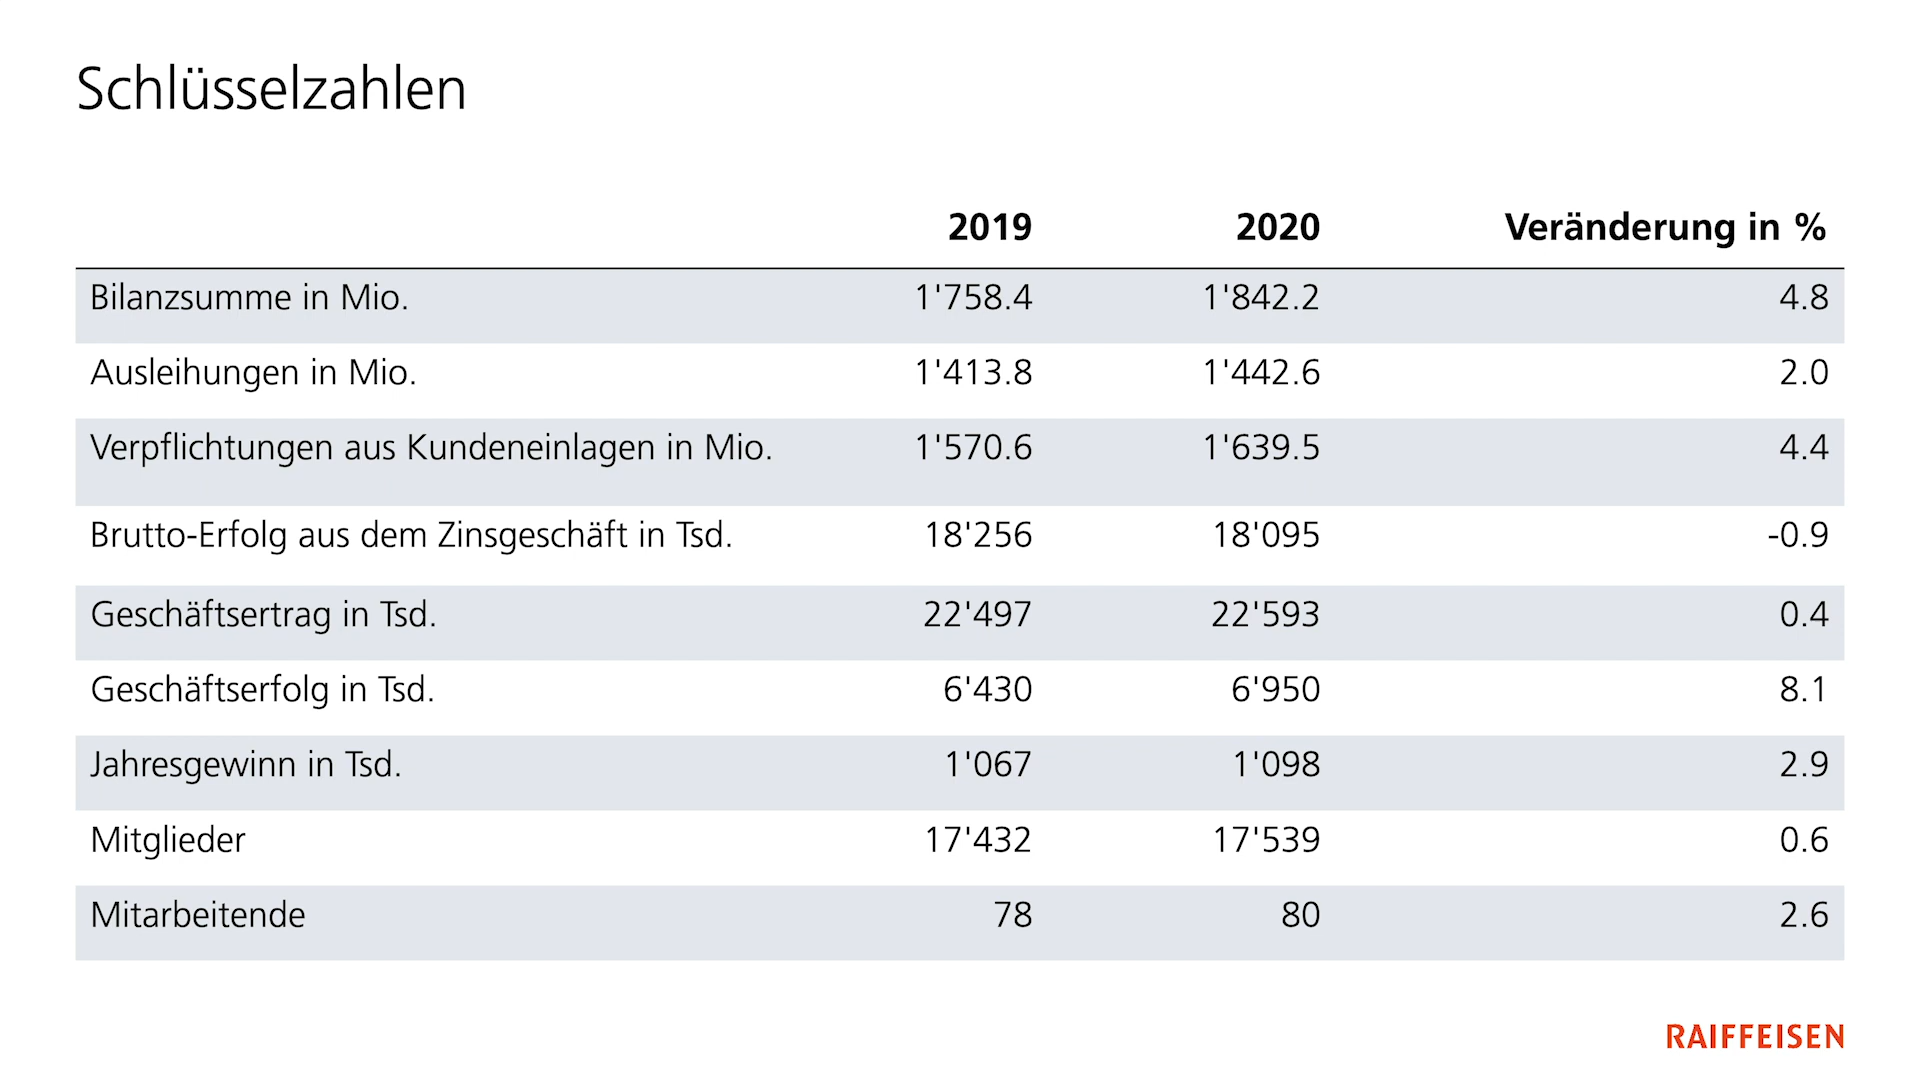 Schlüsselzahlen
2019 2020 Veränderung in %
Bilanzsumme in Mio. 1'758.4 1'842.2 4.8
Ausleihungen in Mio. 1'413.8 1'442.6 2.0
Verpflichtungen aus Kundeneinlagen in Mio. 1'570.6 1'639.5 4.4
Brutto-Erfolg aus dem Zinsgeschäft in Tsd. 18'256 18'095 -0.9
Geschäftsertrag in Tsd. 22'497 22'593 0.4
Geschäftserfolg in Tsd. 6'430 6'950 8.1
Jahresgewinn in Tsd. 1'067 1'098 2.9
Mitglieder 17'432 17'539 0.6
Mitarbeitende 78 80 2.6
RAIFFEISEN